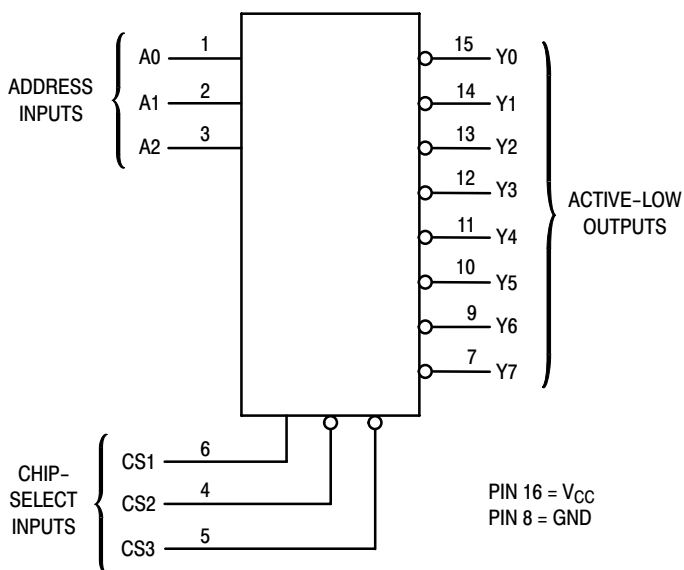 ADDRESS
INPUTS
A0 1
A1 2
A2 3
15 Y0
14 Y1
13 Y2
12 Y3
11 Y4
10 Y5
9 Y6
7 Y7
ACTIVE-LOW
OUTPUTS
CHIP-
SELECT
INPUTS
CS1 6
CS2 4
CS3 5
PIN 16 = VCC
PIN 8 = GND